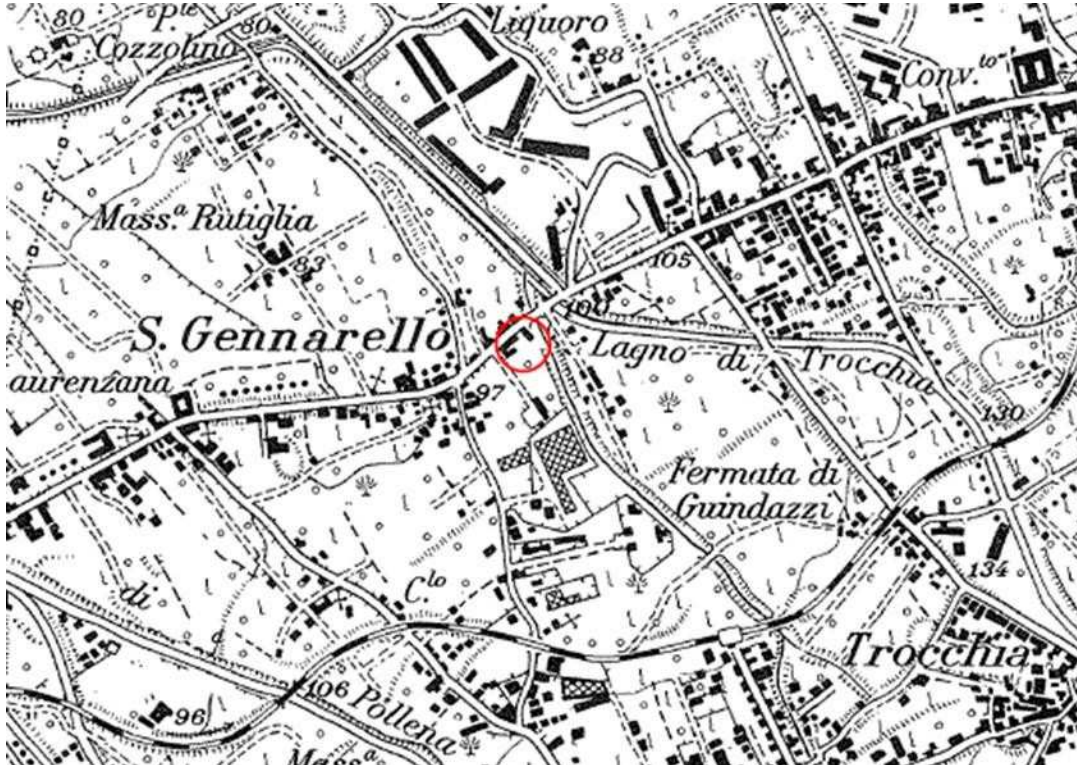 80
P.te
Cozzolino
80
Liquoro
88
Conv.to
Mass.a Rutiglia
83
105
100
S. Gennarello
Lagno di Trocchia
aurenzana
97
130
Fermata di
Guindazzi
134
C.lo
di
Trocchia
106 Pollena
96
Mass.a